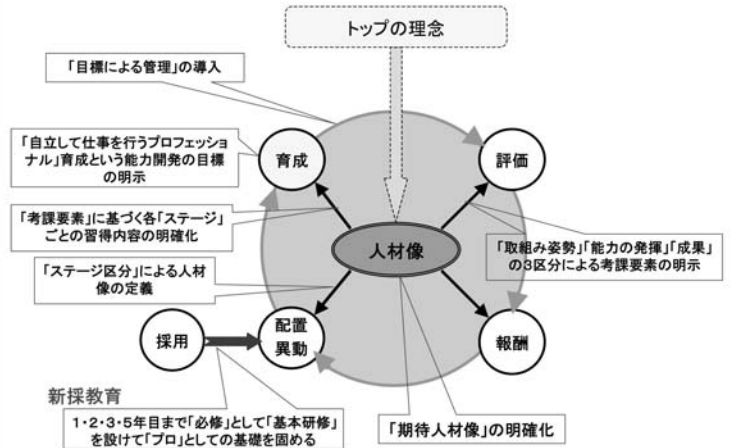 トップの理念
「目標による管理」の導入
「自立して仕事を行うプロフェッショ
ナル」育成という能力開発の目標
の明示
育成
評価
「考課要素」に基づく各「ステージ」
ごとの習得内容の明確化
人材像
「取組み姿勢」「能力の発揮」「成果」
の3区分による考課要素の明示
「ステージ区分」による人材
像の定義
採用
配置
異動
報酬
新採教育
1・2・3・5年目まで「必修」として「基本研修」
を設けて「プロ」としての基礎を固める
「期待人材像」の明確化